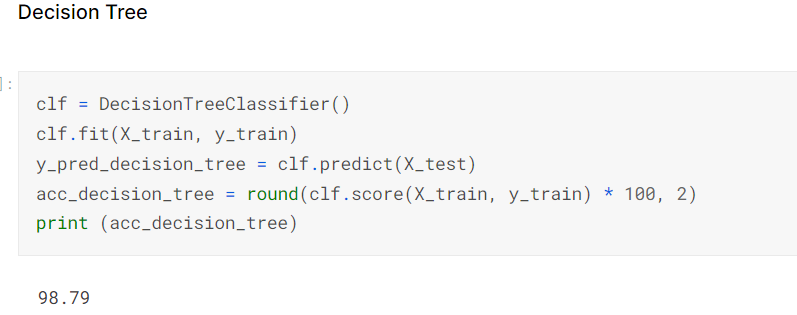 Decision Tree
]:
clf = DecisionTreeClassifier()
clf.fit(X_train, y_train)
y_pred_decision_tree = clf.predict(X_test)
acc_decision_tree = round(clf.score(X_train, y_train) * 100, 2)
print (acc_decision_tree)
98.79